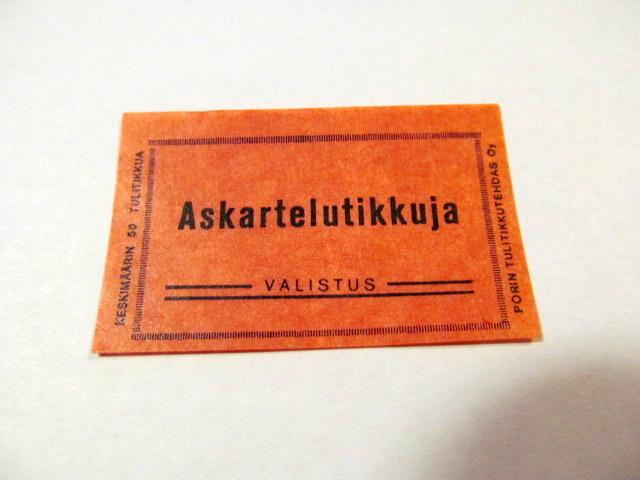 KESKIMÄÄRIN 50 TULITIKKUA
Askartelutikkuja
VALISTUS
PORIN TULITIKKUTEHDAS Oy